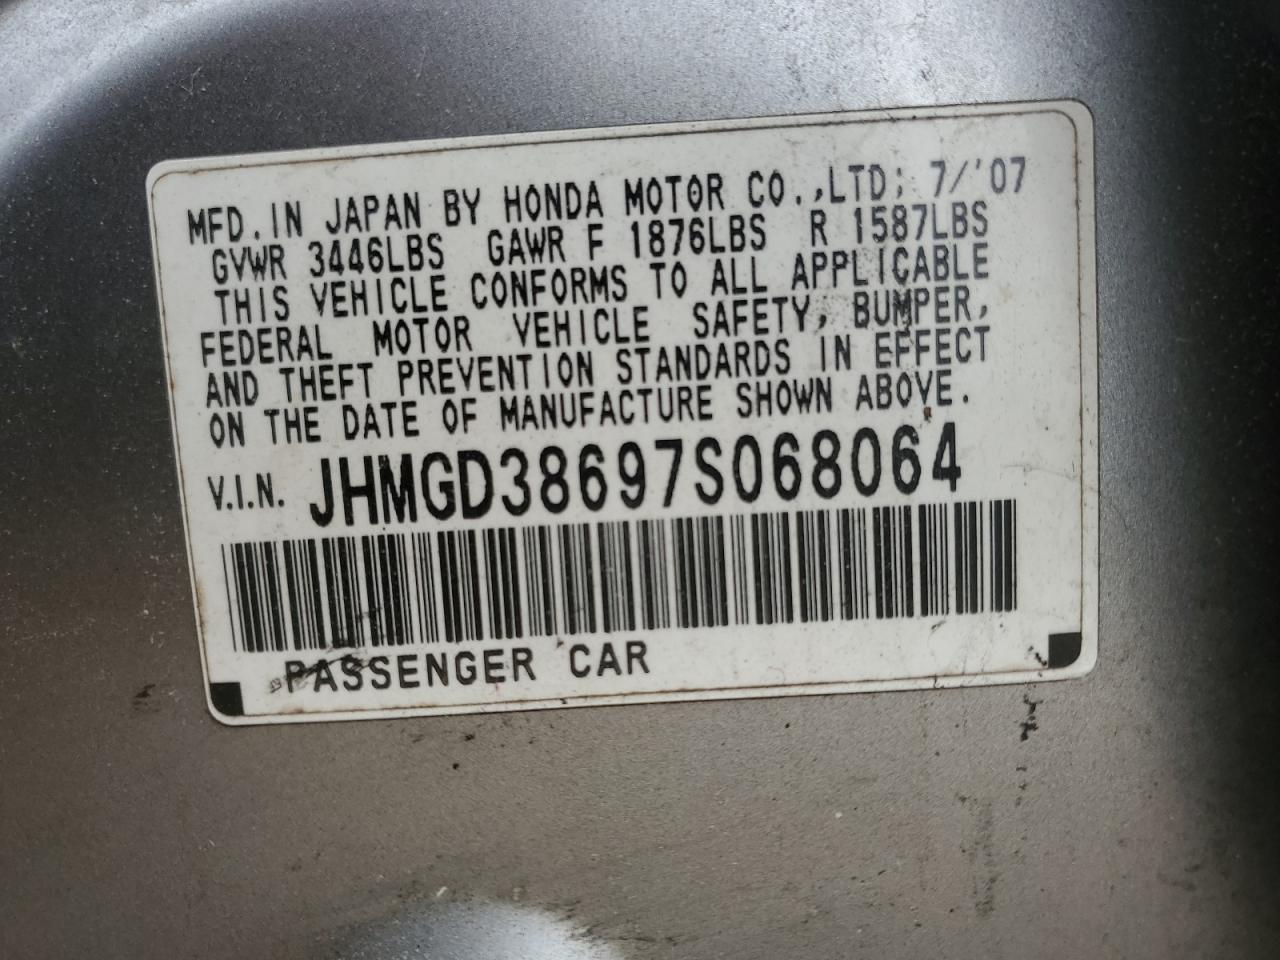 MFD. IN JAPAN BY HONDA MOTOR CO.,LTD; 7/'07
GVWR 3446LBS GAWR F 1876LBS R 1587LBS
THIS VEHICLE CONFORMS TO ALL APPLICABLE
FEDERAL MOTOR VEHICLE SAFETY, BUMPER,
AND THEFT PREVENTION STANDARDS IN EFFECT
ON THE DATE OF MANUFACTURE SHOWN ABOVE.
V.I.N. JHMGD38697S068064
PASSENGER CAR